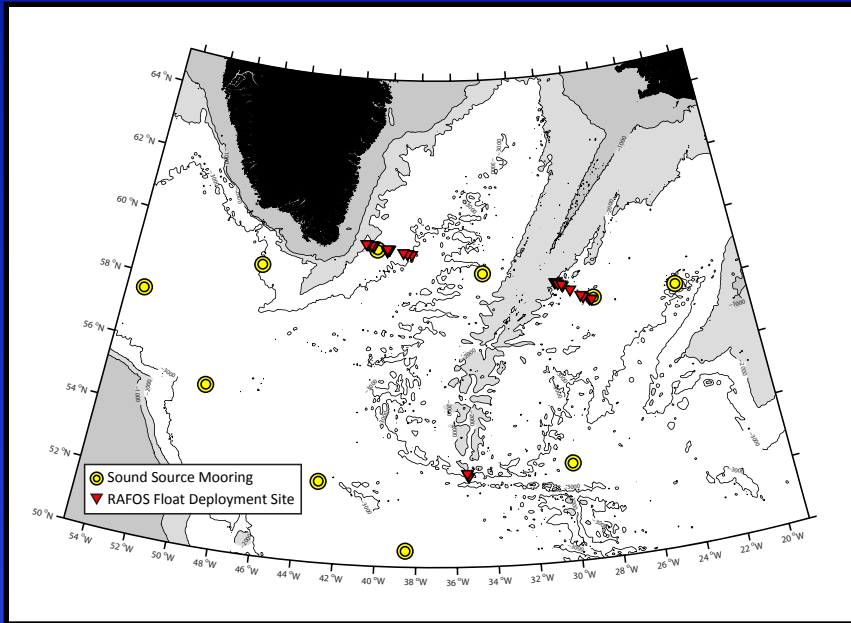 64 °N
62 °N
60 °N
58 °N
56 °N
54 °N
52 °N
50 °N
Sound Source Mooring
RAFOS Float Deployment Site
54 °W
52 °W
50 °W
48 °W
46 °W
44 °W
42 °W
40 °W
38 °W
36 °W
34 °W
32 °W
30 °W
28 °W
26 °W
24 °W
22 °W
20 °W